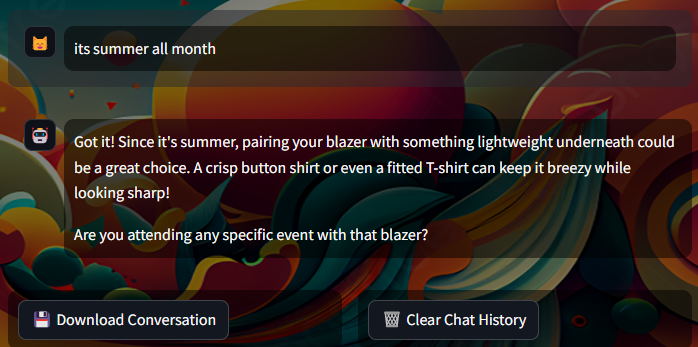 its summer all month
Got it! Since it's summer, pairing your blazer with something lightweight underneath could
be a great choice. A crisp button shirt or even a fitted T-shirt can keep it breezy while
looking sharp!
Are you attending any specific event with that blazer?
Download Conversation
Clear Chat History